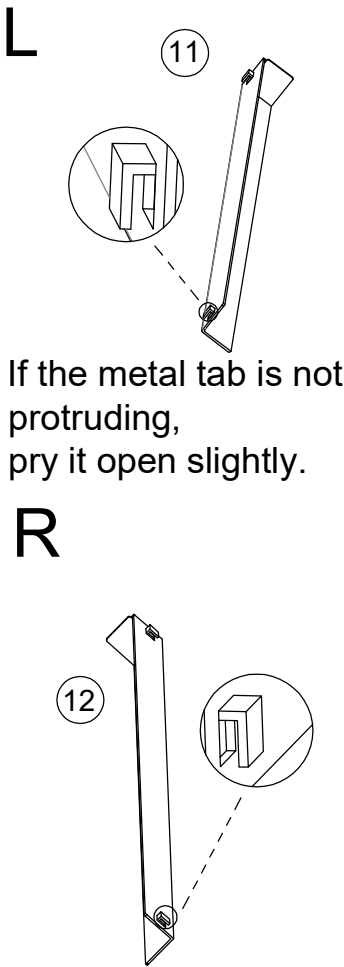 L
11
If the metal tab is not
protruding,
pry it open slightly.
R
12